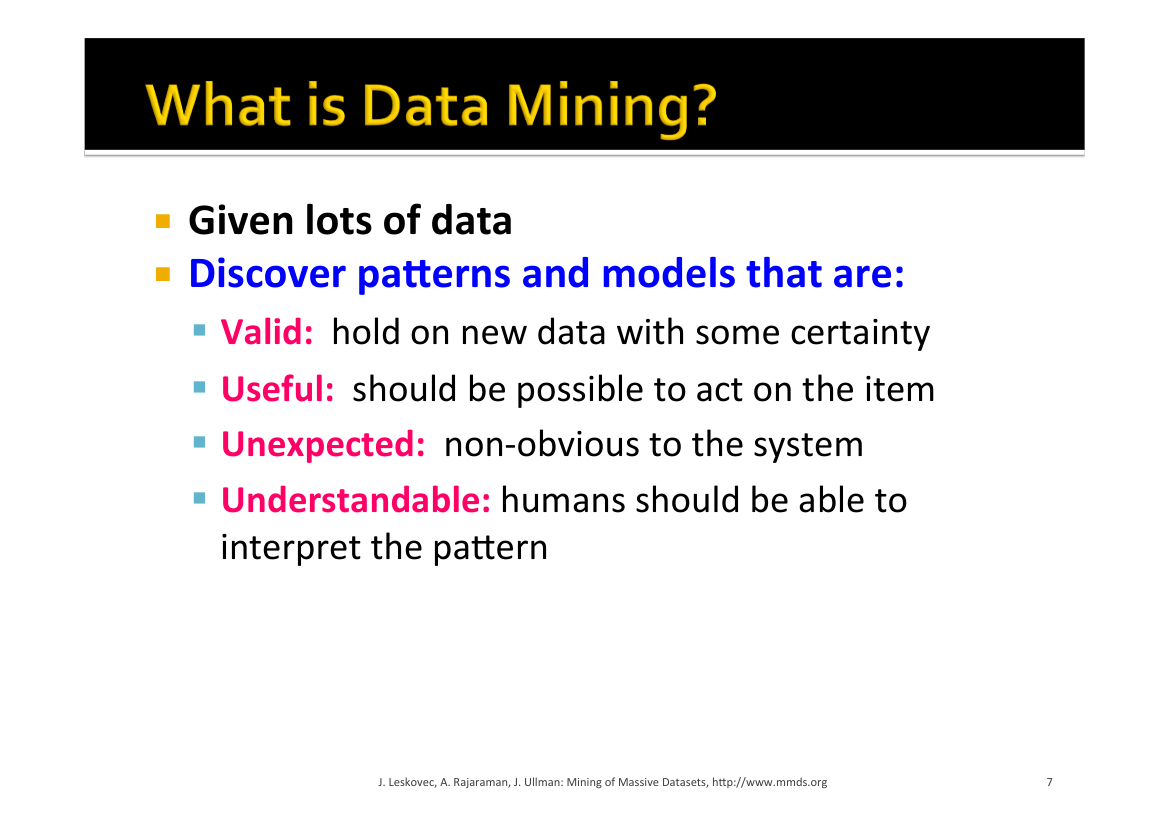 What is Data Mining?
Given lots of data
Discover patterns and models that are:
Valid: hold on new data with some certainty
Useful: should be possible to act on the item
Unexpected: non-obvious to the system
Understandable: humans should be able to
interpret the pattern
J. Leskovec, A. Rajaraman, J. Ullman: Mining of Massive Datasets, http://www.mmds.org
7